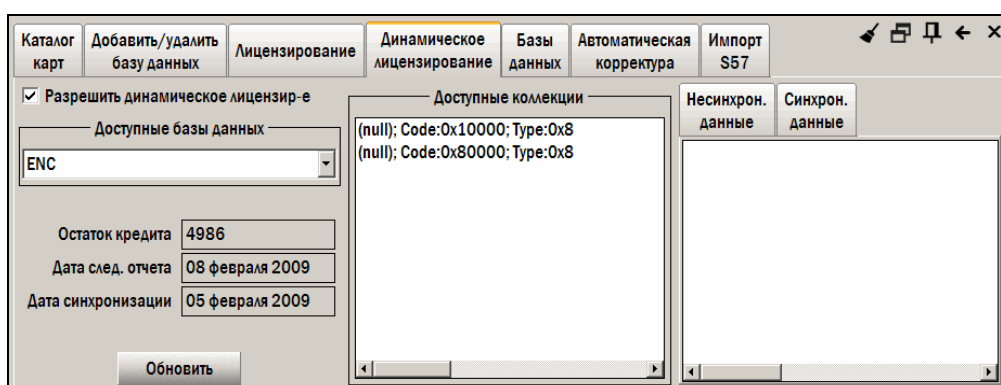 Каталог карт
Добавить/удалить базу данных
Лицензирование
Динамическое лицензирование
Базы данных
Автоматическая корректура
Импорт S57
Разрешить динамическое лицензир-е
Доступные базы данных
ENC
Остаток кредита 4986
Дата след. отчета 08 февраля 2009
Дата синхронизации 05 февраля 2009
Обновить
Доступные коллекции
(null); Code:0x10000; Type:0x8
(null); Code:0x80000; Type:0x8
Несинхрон. данные
Синхрон. данные